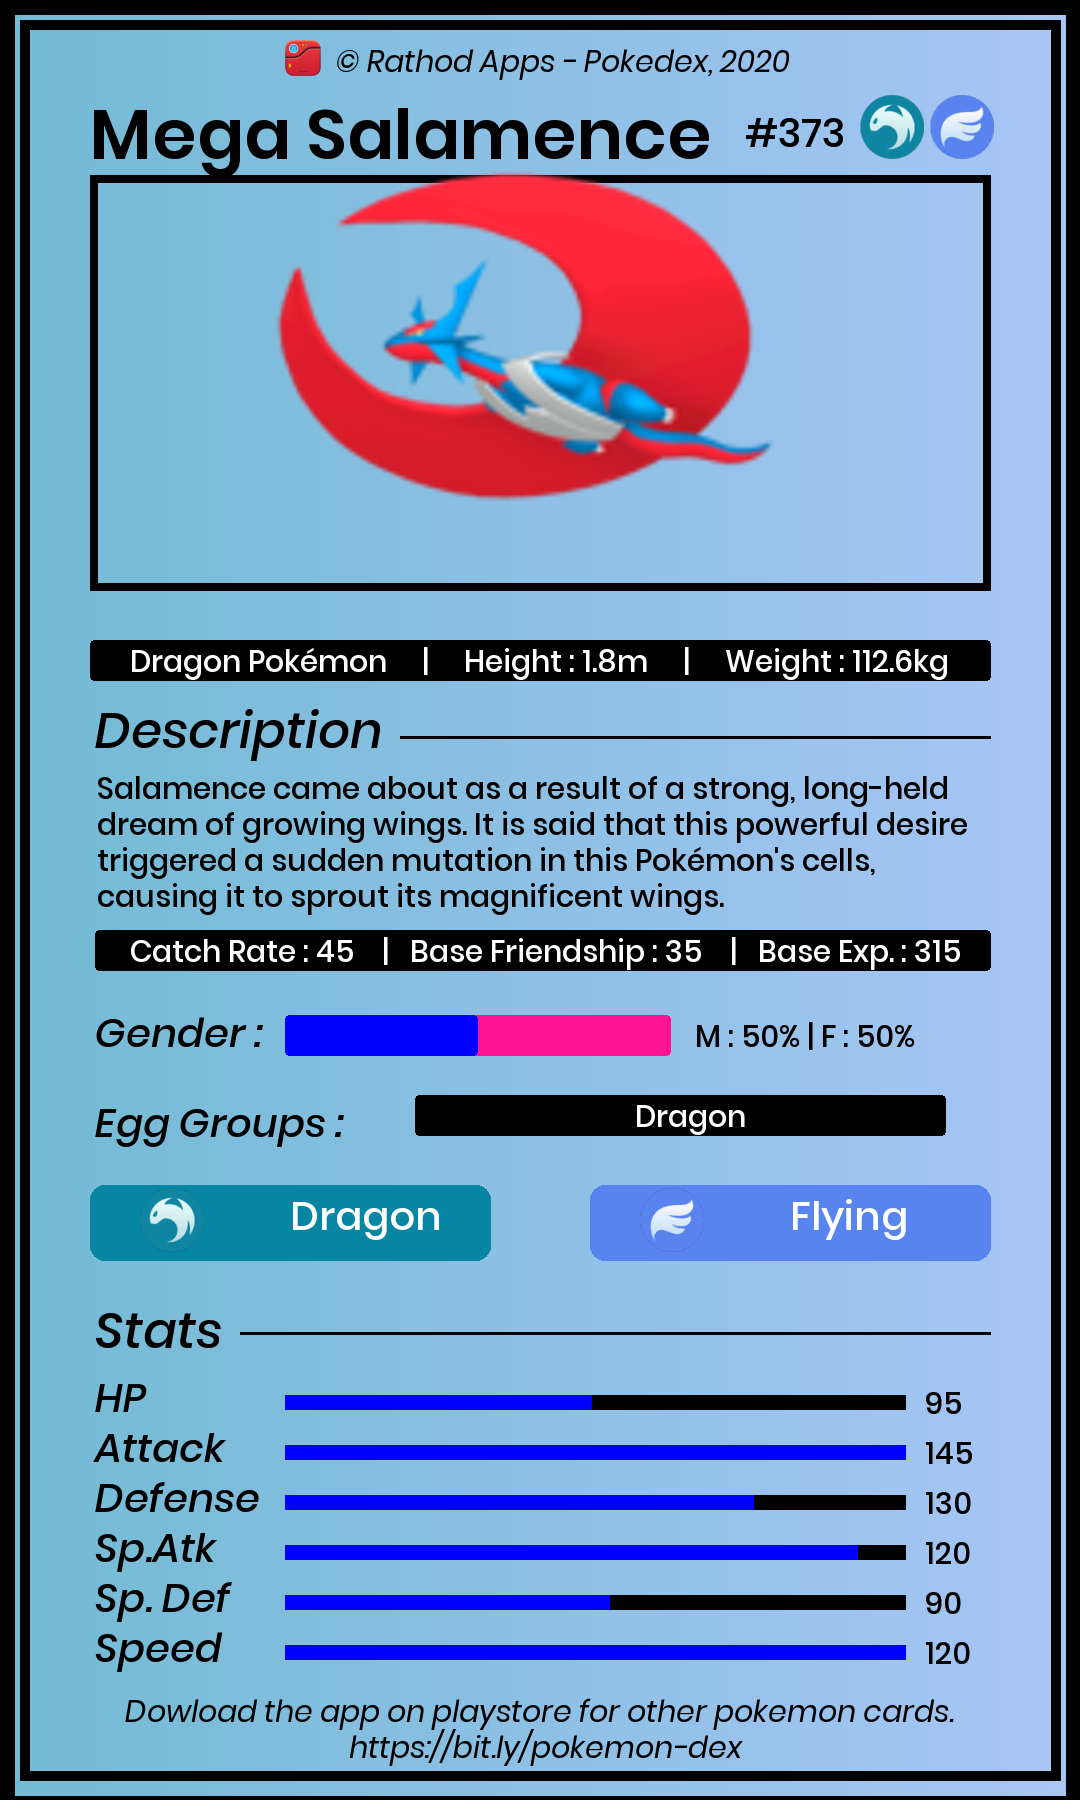 © Rathod Apps - Pokedex, 2020
Mega Salamence #373
Dragon Pokémon | Height : 1.8m | Weight : 112.6kg
Description
Salamence came about as a result of a strong, long-held
dream of growing wings. It is said that this powerful desire
triggered a sudden mutation in this Pokémon's cells,
causing it to sprout its magnificent wings.
Catch Rate : 45 | Base Friendship : 35 | Base Exp. : 315
Gender : M : 50% | F : 50%
Egg Groups : Dragon
Dragon Flying
Stats
HP 95
Attack 145
Defense 130
Sp.Atk 120
Sp. Def 90
Speed 120
Dowload the app on playstore for other pokemon cards.
https://bit.ly/pokemon-dex